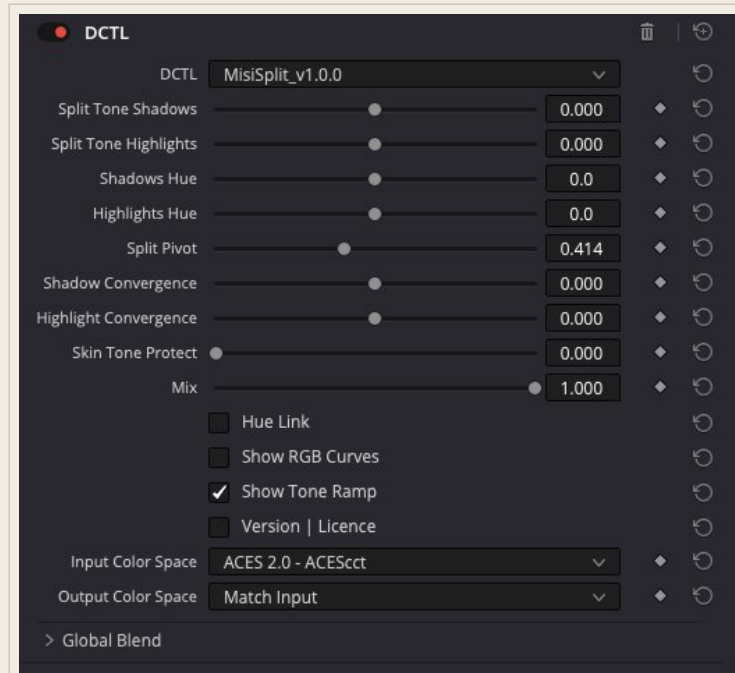 DCTL
DCTL MisiSplit_v1.0.0
Split Tone Shadows 0.000
Split Tone Highlights 0.000
Shadows Hue 0.0
Highlights Hue 0.0
Split Pivot 0.414
Shadow Convergence 0.000
Highlight Convergence 0.000
Skin Tone Protect 0.000
Mix 1.000
Hue Link
Show RGB Curves
Show Tone Ramp
Version | Licence
Input Color Space ACES 2.0 - ACEScct
Output Color Space Match Input
> Global Blend